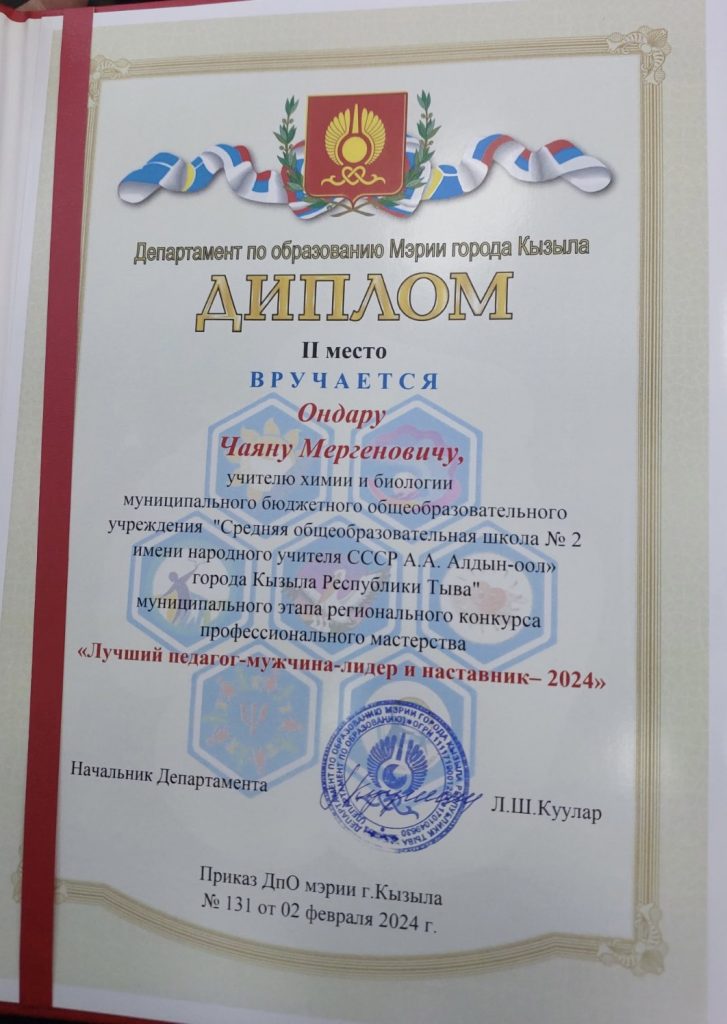 Департамент по образованию Мэрии города Кызыла
ДИПЛОМ
II место
ВРУЧАЕТСЯ
Ондару
Чаяну Мергеновичу,
учителю химии и биологии
муниципального бюджетного общеобразовательного
учреждения "Средняя общеобразовательная школа № 2
имени народного учителя СССР А.А. Алдын-оол»
города Кызыла Республики Тыва"
муниципального этапа регионального конкурса
профессионального мастерства
«Лучший педагог-мужчина-лидер и наставник– 2024»
Начальник Департамента
Л.Ш.Куулар
Приказ ДпО мэрии г.Кызыла
№ 131 от 02 февраля 2024 г.